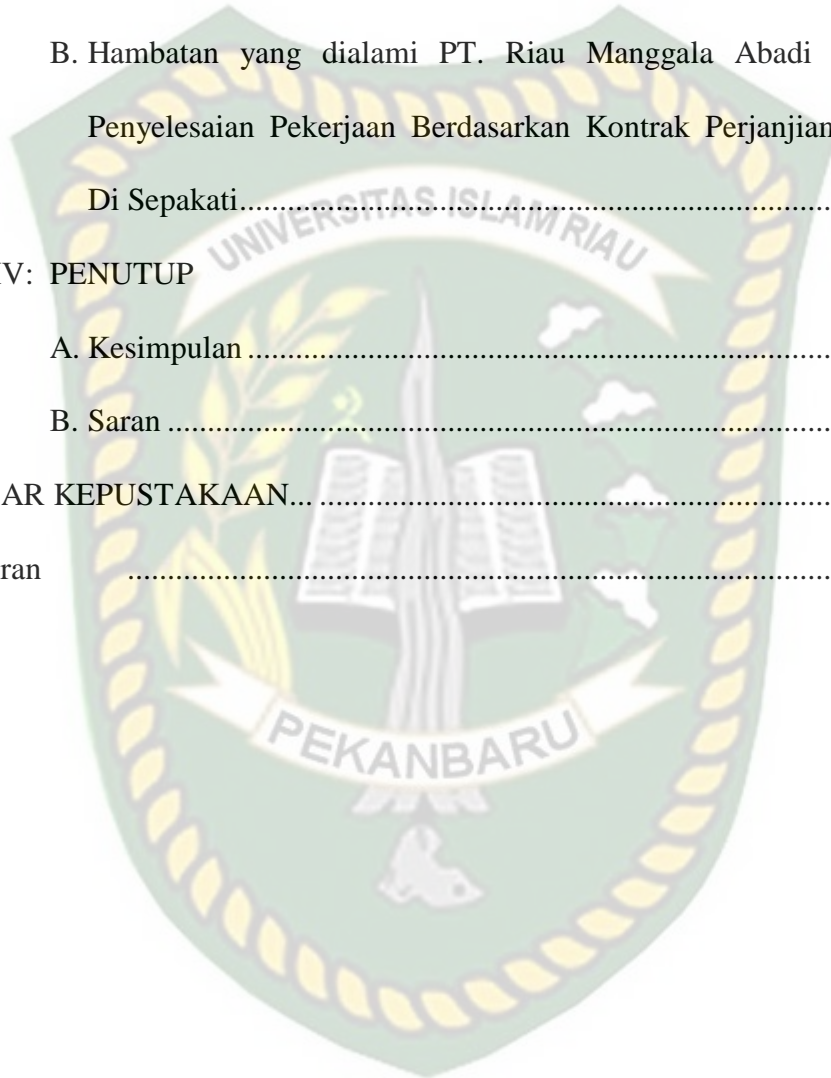 B. Hambatan yang dialami PT. Riau Manggala Abadi
Penyelesaian Pekerjaan Berdasarkan Kontrak Perjanjian
Di Sepakati....................................................................................
UNIVERSITAS ISLAM RIAU
IV: PENUTUP
A. Kesimpulan ..................................................................................
B. Saran ............................................................................................
AR KEPUSTAKAAN... .......................................................................
ran ..................................................................................................
PEKANBARU